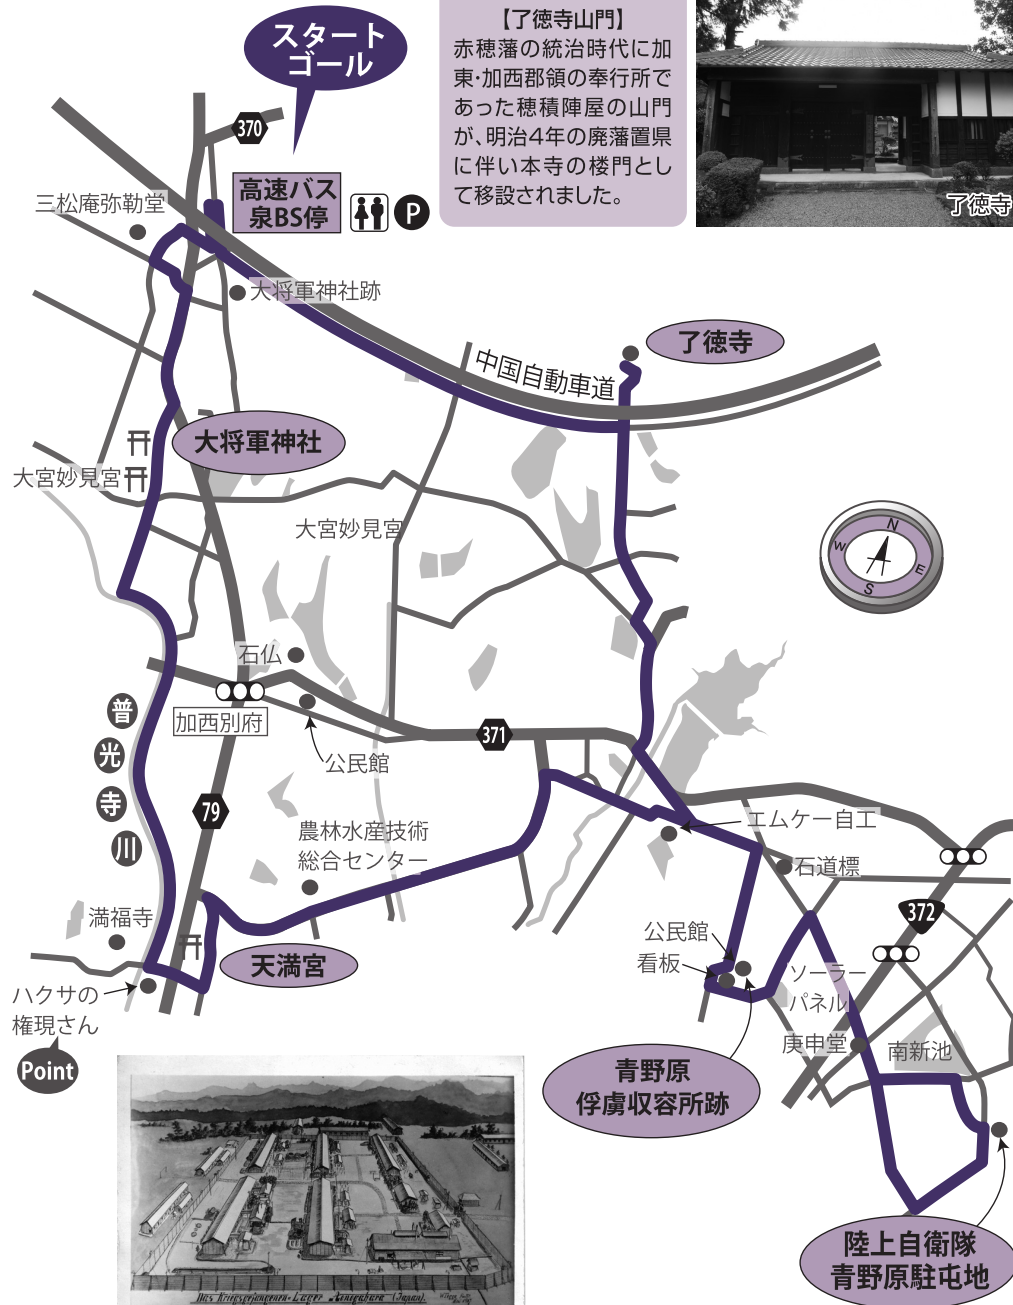 スタート
ゴール
【了徳寺山門】
赤穂藩の統治時代に加
東・加西郡領の奉行所で
あった穂積陣屋の山門
が、明治4年の廃藩置県
に伴い本寺の楼門とし
て移設されました。
了徳寺
370
高速バス
泉BS停
P
三松庵弥勒堂
大将軍神社跡
中国自動車道
了徳寺
大将軍神社
大宮妙見宮
大宮妙見宮
N
W
E
S
石仏
加西別府
371
公民館
普
光
寺
川
79
農林水産技術
総合センター
エムケー自工
石道標
372
満福寺
天満宮
公民館
看板
ソーラー
パネル
ハクサの
権現さん
Point
庚申堂
南新池
青野原
俘虜収容所跡
陸上自衛隊
青野原駐屯地
Das Kriegsgefangenen-Lager Aonogahara (Japan).